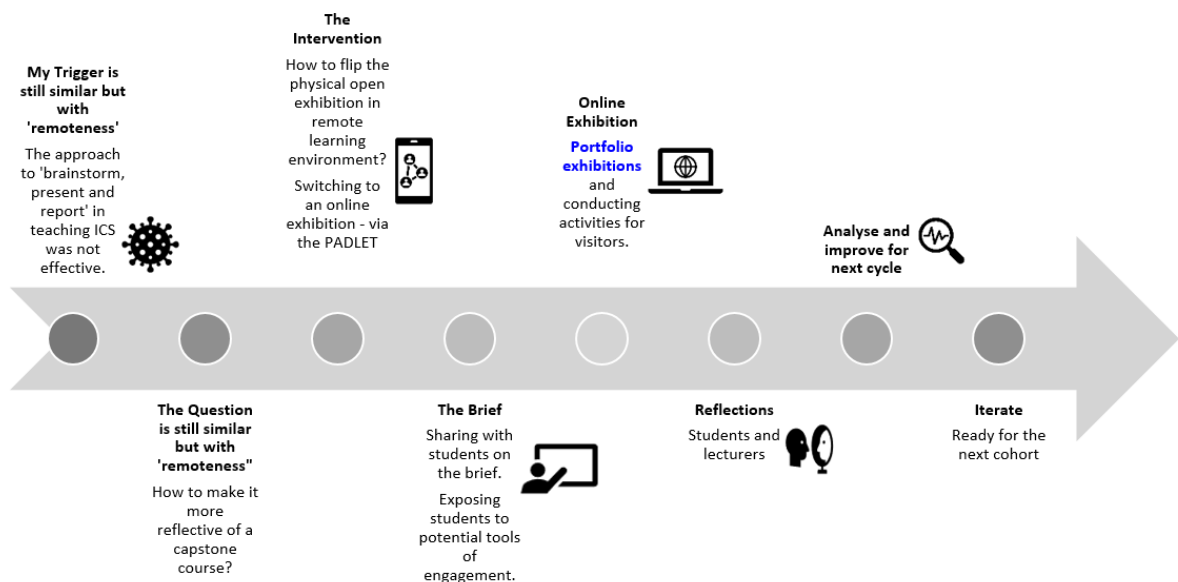 My Trigger is
still similar but
with
'remoteness'
The approach
to 'brainstorm,
present and
report' in
teaching ICS
was not
effective.
The Question
is still similar
but with
'remoteness"
How to make it
more
reflective of a
capstone
course?
The
Intervention
How to flip the
physical open
exhibition in
remote
learning
environment?
Switching to
an online
exhibition - via
the PADLET
The Brief
Sharing with
students on
the brief.
Exposing
students to
potential tools
of
engagement.
Online
Exhibition
Portfolio
exhibitions
and
conducting
activities for
visitors.
Reflections
Students and
lecturers
Analyse and
improve for
next cycle
Iterate
Ready for the
next cohort